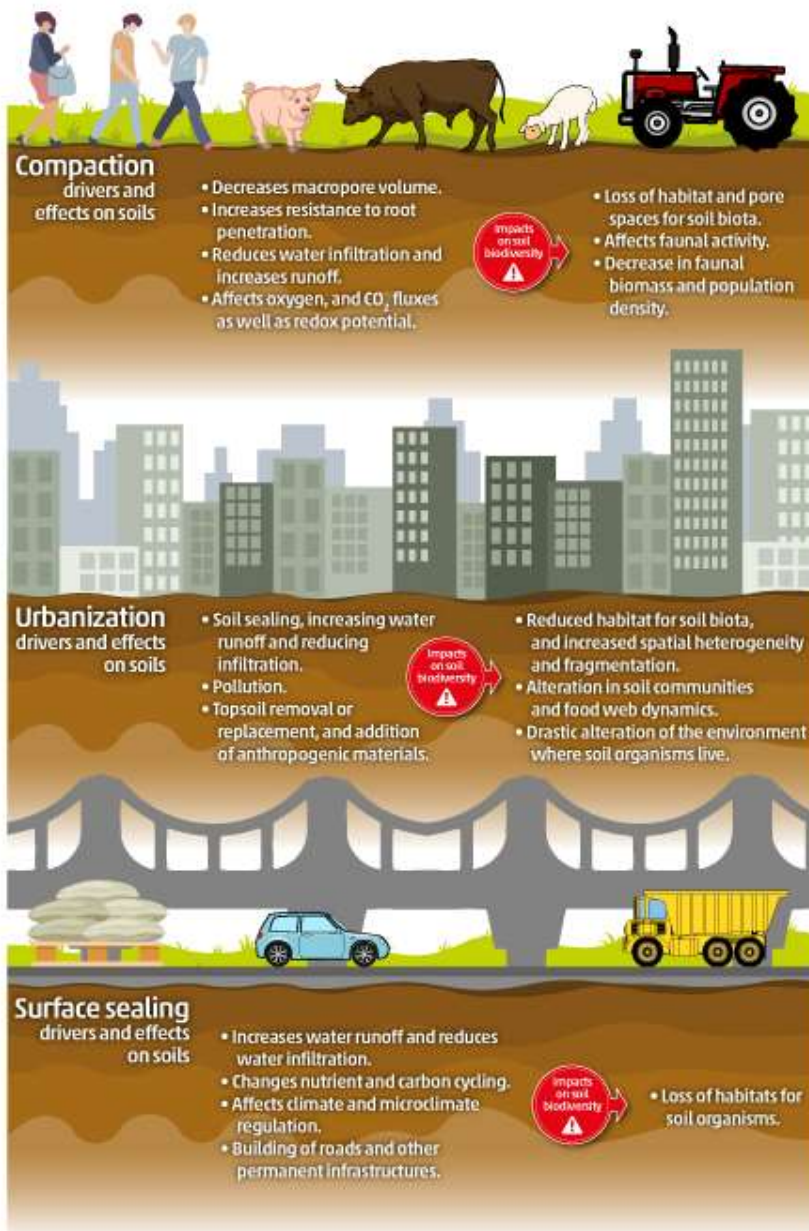 Compaction
drivers and
effects on soils
• Decreases macropore volume.
• Increases resistance to root
penetration.
• Reduces water infiltration and
increases runoff.
• Affects oxygen, and CO₂ fluxes
as well as redox potential.
Impacts
on soil
biodiversity
• Loss of habitat and pore
spaces for soil biota.
• Affects faunal activity.
• Decrease in faunal
biomass and population
density.
Urbanization
drivers and effects
on soils
• Soil sealing, increasing water
runoff and reducing
infiltration.
• Pollution.
• Topsoil removal or
replacement, and addition
of anthropogenic materials.
Impacts
on soil
biodiversity
• Reduced habitat for soil biota,
and increased spatial heterogeneity
and fragmentation.
• Alteration in soil communities
and food web dynamics.
• Drastic alteration of the environment
where soil organisms live.
Surface sealing
drivers and effects
on soils
• Increases water runoff and reduces
water infiltration.
• Changes nutrient and carbon cycling.
• Affects climate and microclimate
regulation.
• Building of roads and other
permanent infrastructures.
Impacts
on soil
biodiversity
• Loss of habitats for
soil organisms.